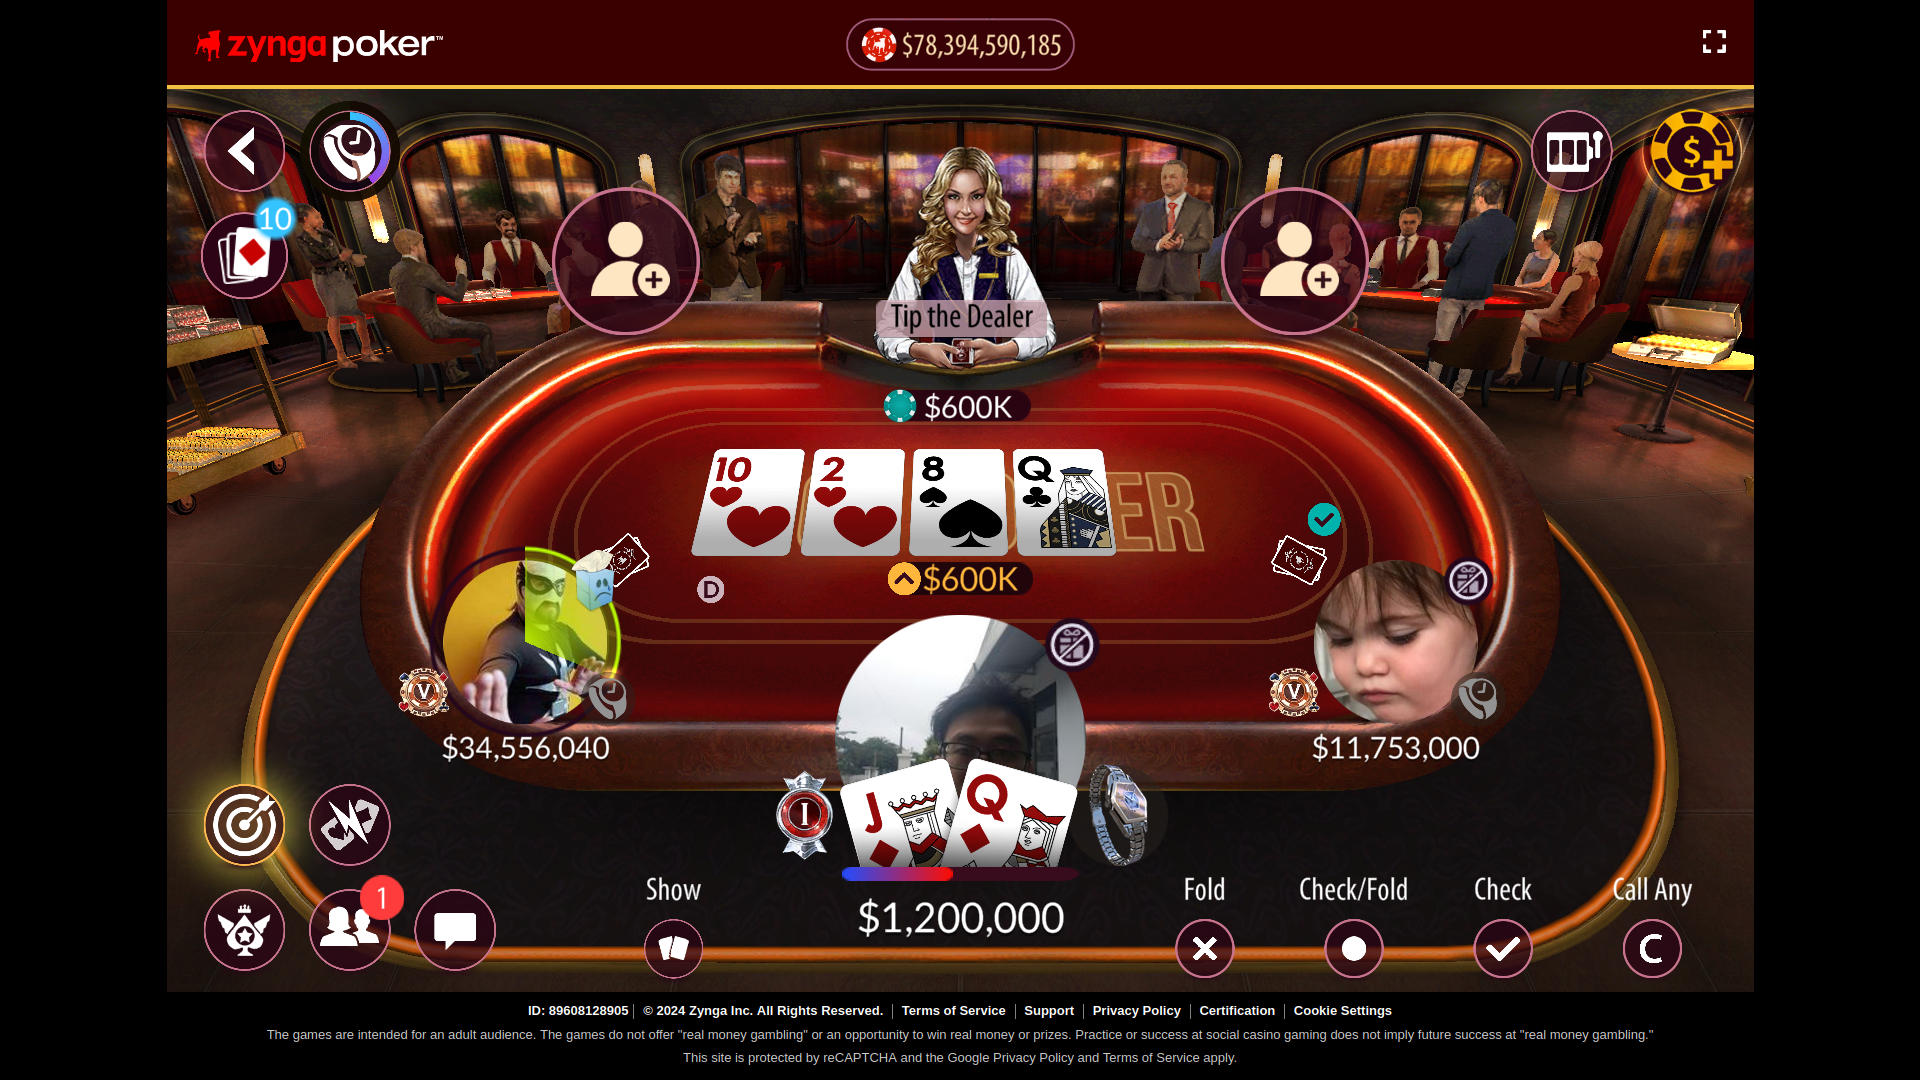 zynga poker™
$78,394,590,185
10
Tip the Dealer
$600K
10 2 8 Q
ER
D
$600K
V
V
$34,556,040
$11,753,000
I
J Q
1
Show
$1,200,000
Fold
Check/Fold
Check
Call Any
C
ID: 89608128905 | © 2024 Zynga Inc. All Rights Reserved. | Terms of Service | Support | Privacy Policy | Certification | Cookie Settings
The games are intended for an adult audience. The games do not offer "real money gambling" or an opportunity to win real money or prizes. Practice or success at social casino gaming does not imply future success at "real money gambling."
This site is protected by reCAPTCHA and the Google Privacy Policy and Terms of Service apply.